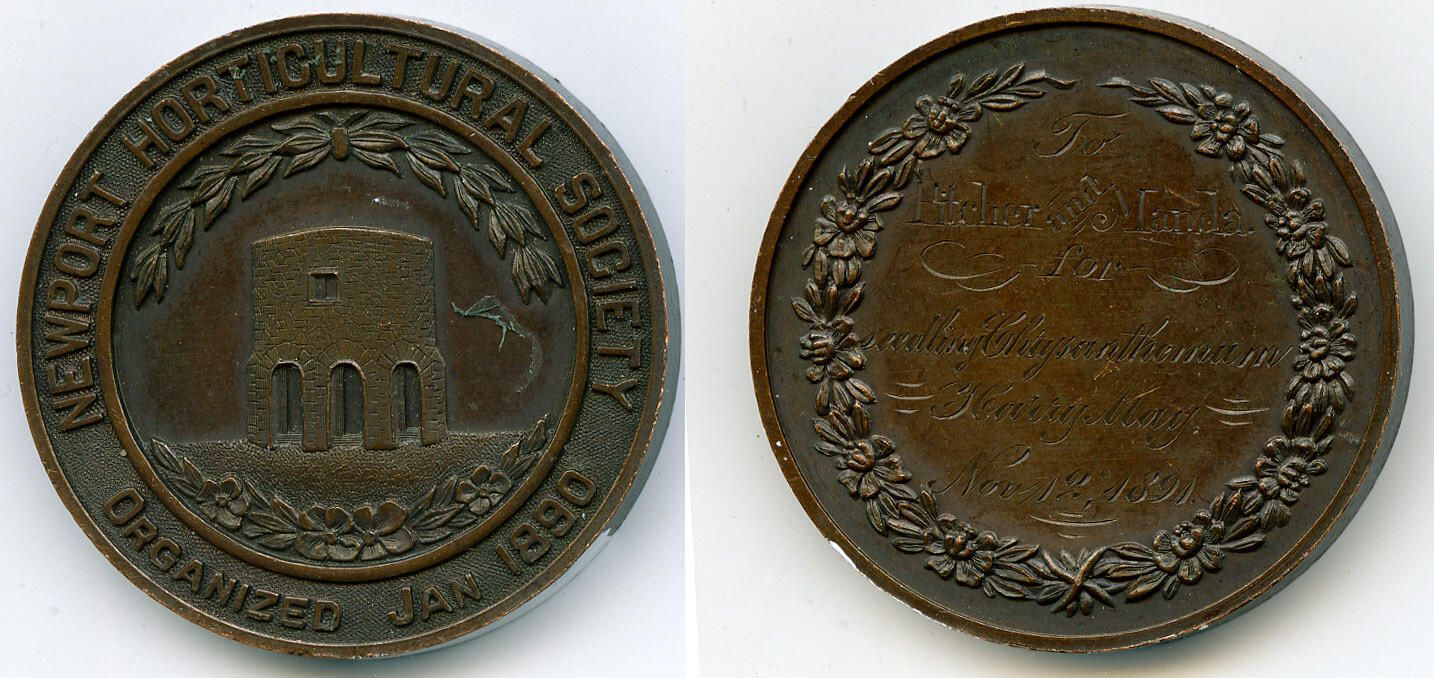 NEWPORT HORTICULTURAL SOCIETY
ORGANIZED JAN 1890
To
Pitcher and Manda.
for
seedling Chrysanthemum
Harry May.
Nov. 12, 1891.